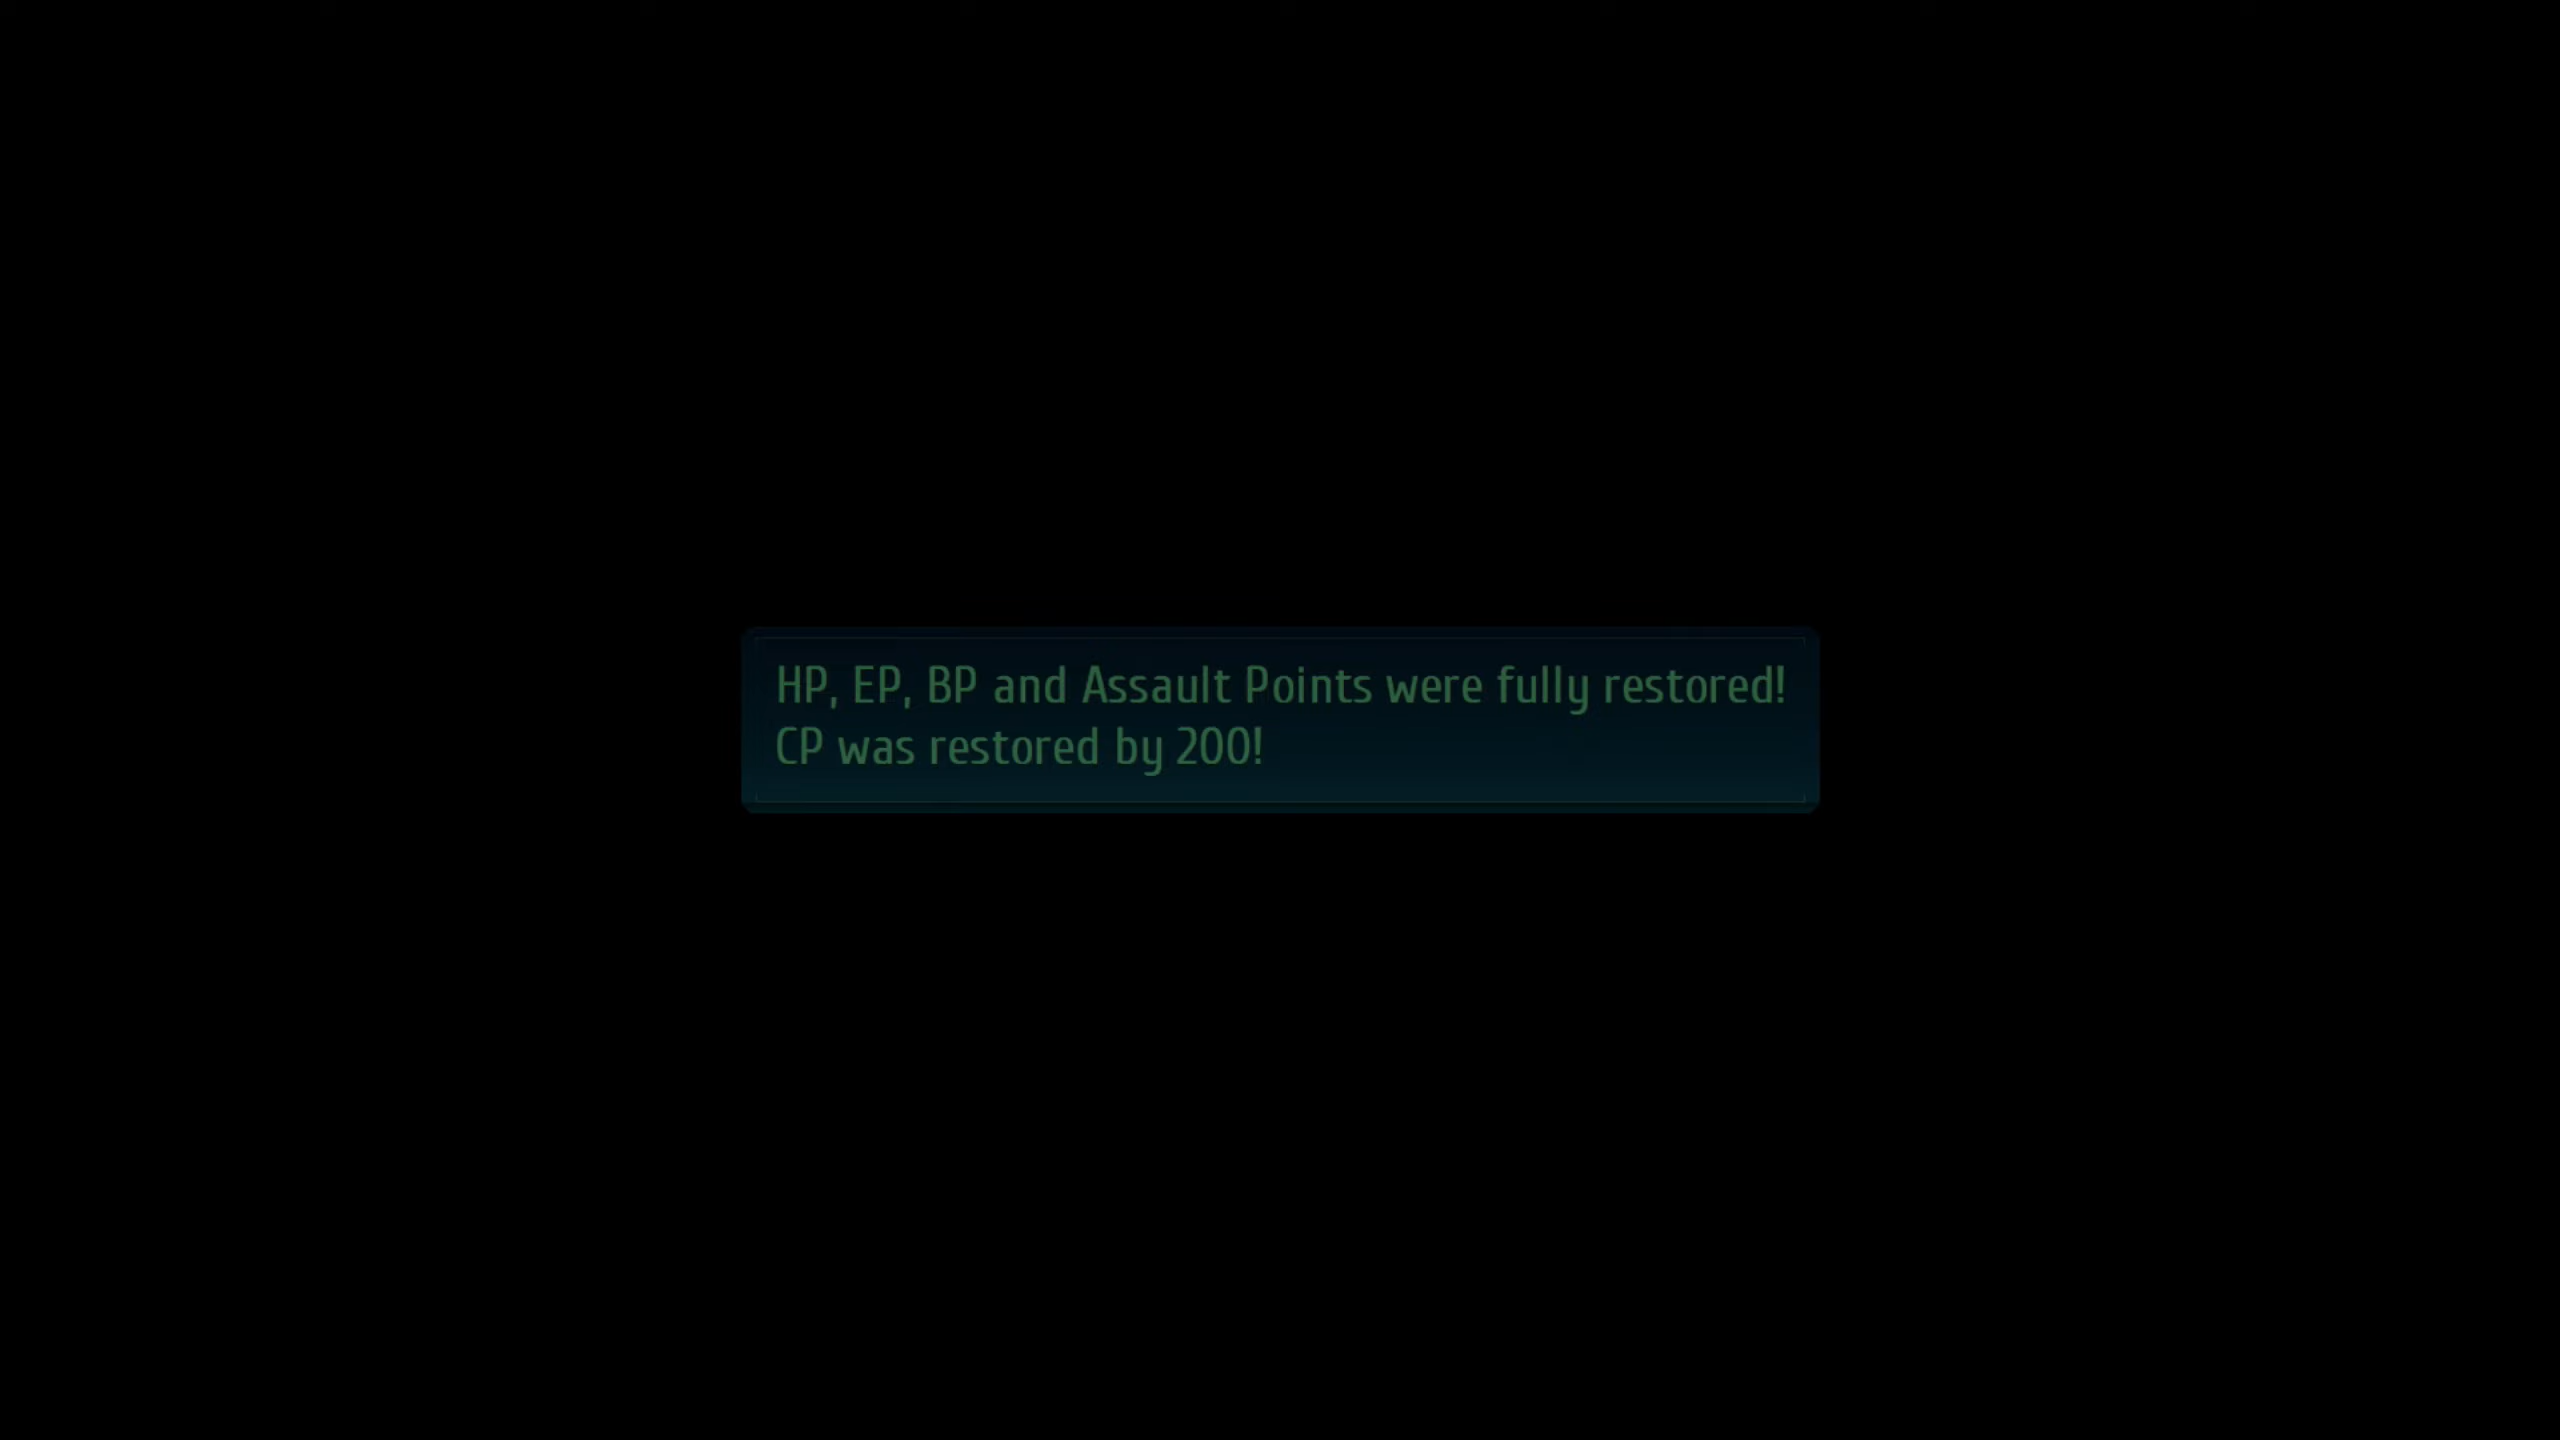 HP, EP, BP and Assault Points were fully restored!
CP was restored by 200!